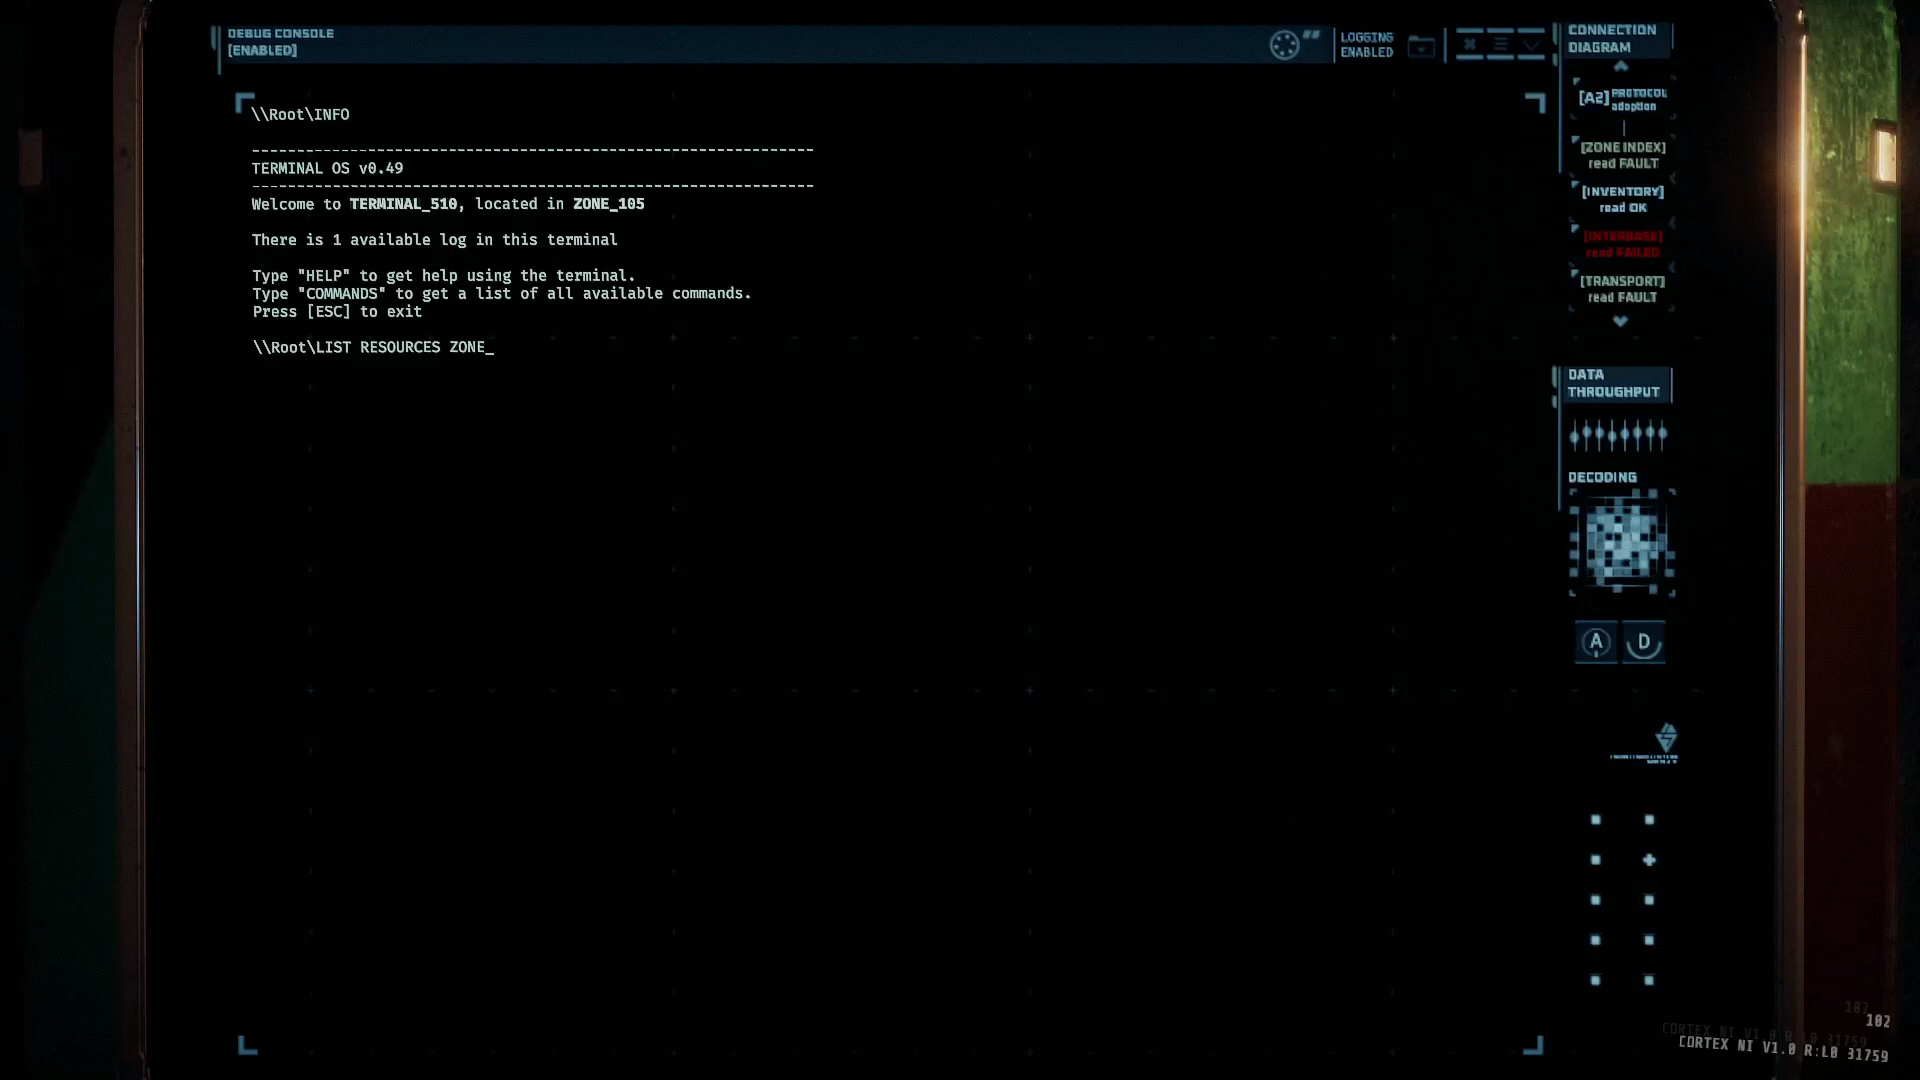 DEBUG CONSOLE
[ENABLED]
LOGGING
ENABLED
\\Root\INFO
---------------------------------------------------------------
TERMINAL OS v0.49
---------------------------------------------------------------
Welcome to TERMINAL_510, located in ZONE_105
There is 1 available log in this terminal
Type "HELP" to get help using the terminal.
Type "COMMANDS" to get a list of all available commands.
Press [ESC] to exit
\\Root\LIST RESOURCES ZONE_
CONNECTION
DIAGRAM
[A2] PROTOCOL
adoption
[ZONE INDEX]
read FAULT
[INVENTORY]
read OK
[INTERBASE]
read FAILED
[TRANSPORT]
read FAULT
DATA
THROUGHPUT
DECODING
A D
102
CORTEX NI V1.0 R:L0 31759